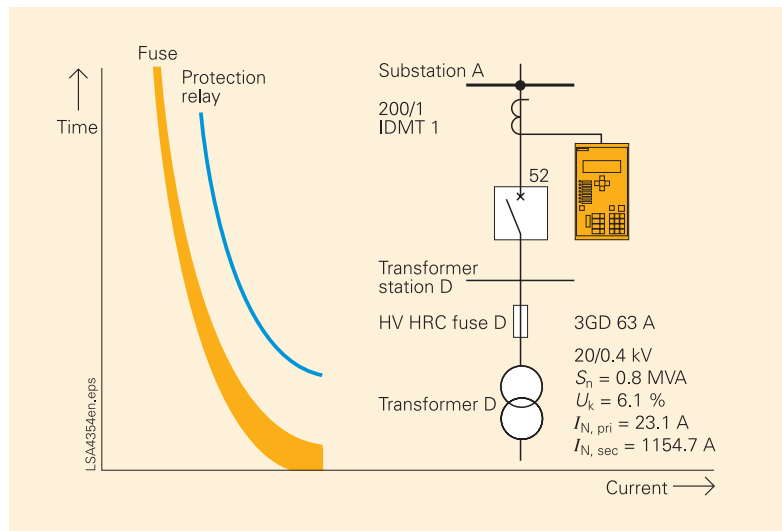 Fuse
Protection
relay
Time
LSA4354en.eps
Substation A
200/1
IDMT 1
52
Transformer
station D
HV HRC fuse D
3GD 63 A
Transformer D
20/0.4 kV
Sn = 0.8 MVA
Uk = 6.1 %
IN, pri = 23.1 A
IN, sec = 1154.7 A
Current